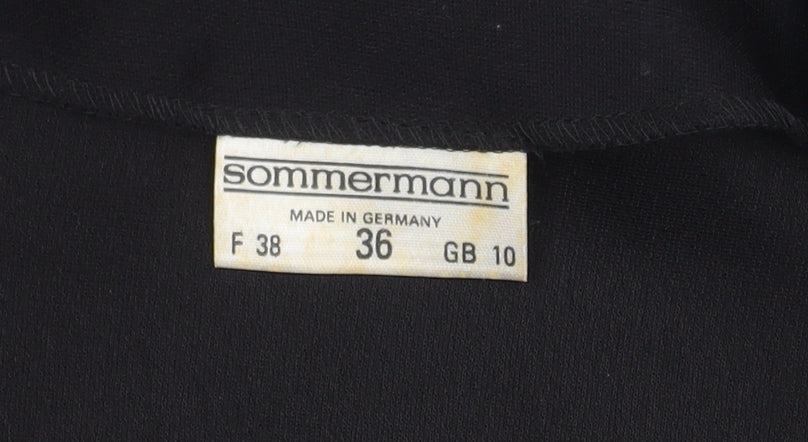 sommermann
MADE IN GERMANY
F 38 36 GB 10